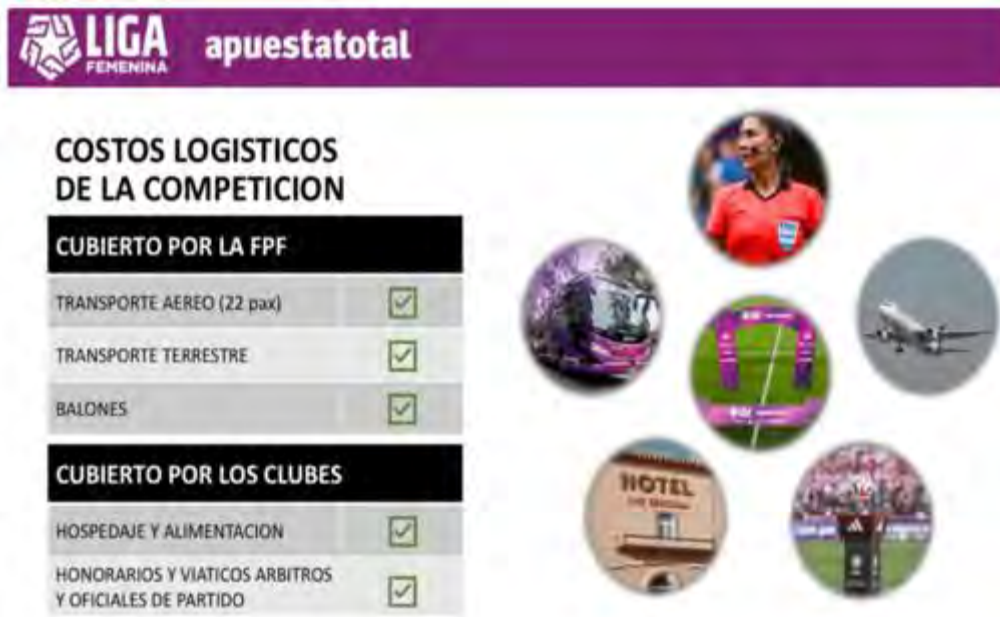 LIGA
FEMENINA
apuestatotal
COSTOS LOGISTICOS
DE LA COMPETICION
CUBIERTO POR LA FPF
TRANSPORTE AEREO (22 pax)
TRANSPORTE TERRESTRE
BALONES
CUBIERTO POR LOS CLUBES
HOSPEDAJE Y ALIMENTACION
HONORARIOS Y VIATICOS ARBITROS
Y OFICIALES DE PARTIDO
HOTEL